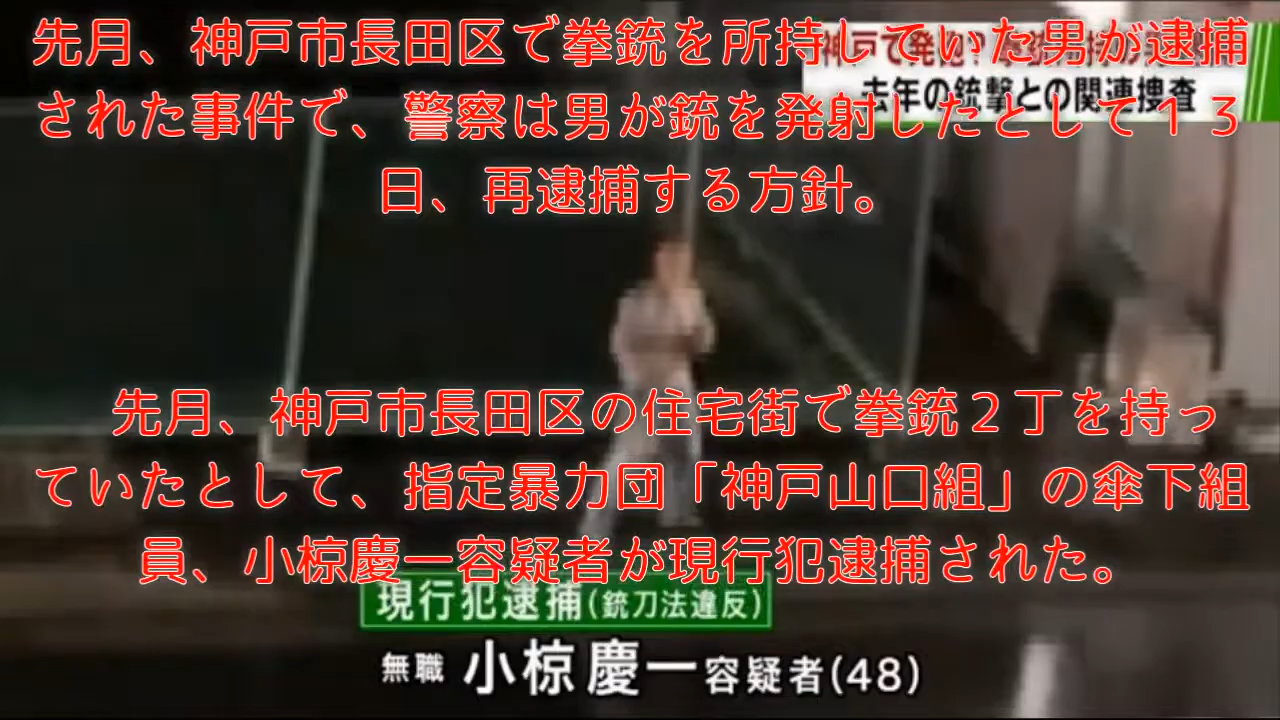 先月、神戸市長田区で拳銃を所持していた男が逮捕
された事件で、警察は男が銃を発射したとして１３
日、再逮捕する方針。
神戸で発砲?
去年の銃撃との関連捜査
先月、神戸市長田区の住宅街で拳銃２丁を持っ
ていたとして、指定暴力団「神戸山口組」の傘下組
員、小椋慶一容疑者が現行犯逮捕された。
現行犯逮捕(銃刀法違反)
無職 小椋慶一容疑者(48)